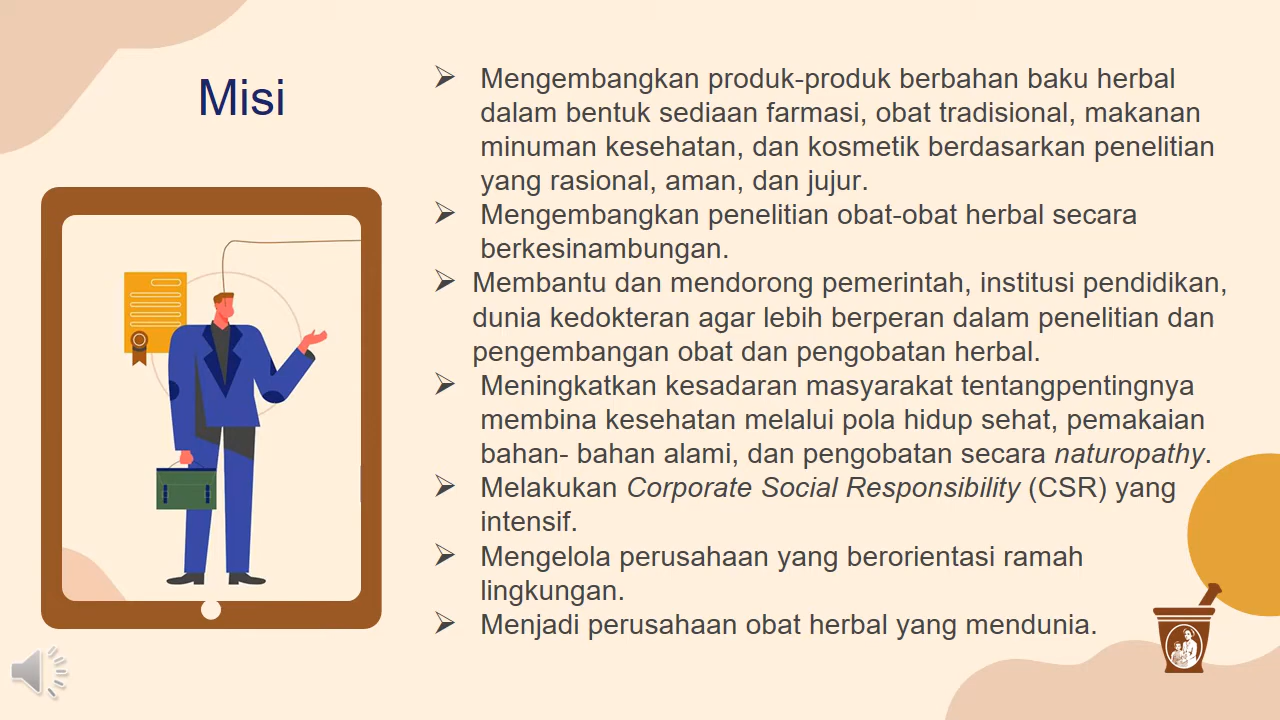 Misi
➢ Mengembangkan produk-produk berbahan baku herbal
dalam bentuk sediaan farmasi, obat tradisional, makanan
minuman kesehatan, dan kosmetik berdasarkan penelitian
yang rasional, aman, dan jujur.
➢ Mengembangkan penelitian obat-obat herbal secara
berkesinambungan.
➢ Membantu dan mendorong pemerintah, institusi pendidikan,
dunia kedokteran agar lebih berperan dalam penelitian dan
pengembangan obat dan pengobatan herbal.
➢ Meningkatkan kesadaran masyarakat tentangpentingnya
membina kesehatan melalui pola hidup sehat, pemakaian
bahan- bahan alami, dan pengobatan secara naturopathy.
➢ Melakukan Corporate Social Responsibility (CSR) yang
intensif.
➢ Mengelola perusahaan yang berorientasi ramah
lingkungan.
➢ Menjadi perusahaan obat herbal yang mendunia.